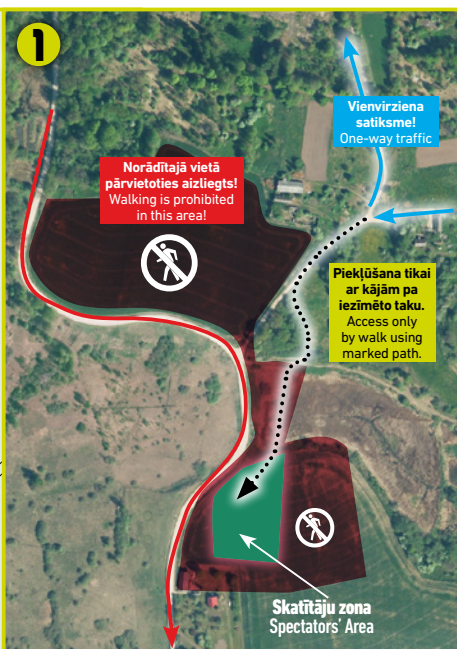 1
Vienvirziena
satiksme!
One-way traffic
Norādītajā vietā
pārvietoties aizliegts!
Walking is prohibited
in this area!
Piekļūšana tikai
ar kājām pa
iezīmēto taku.
Access only
by walk using
marked path.
Skatītāju zona
Spectators' Area